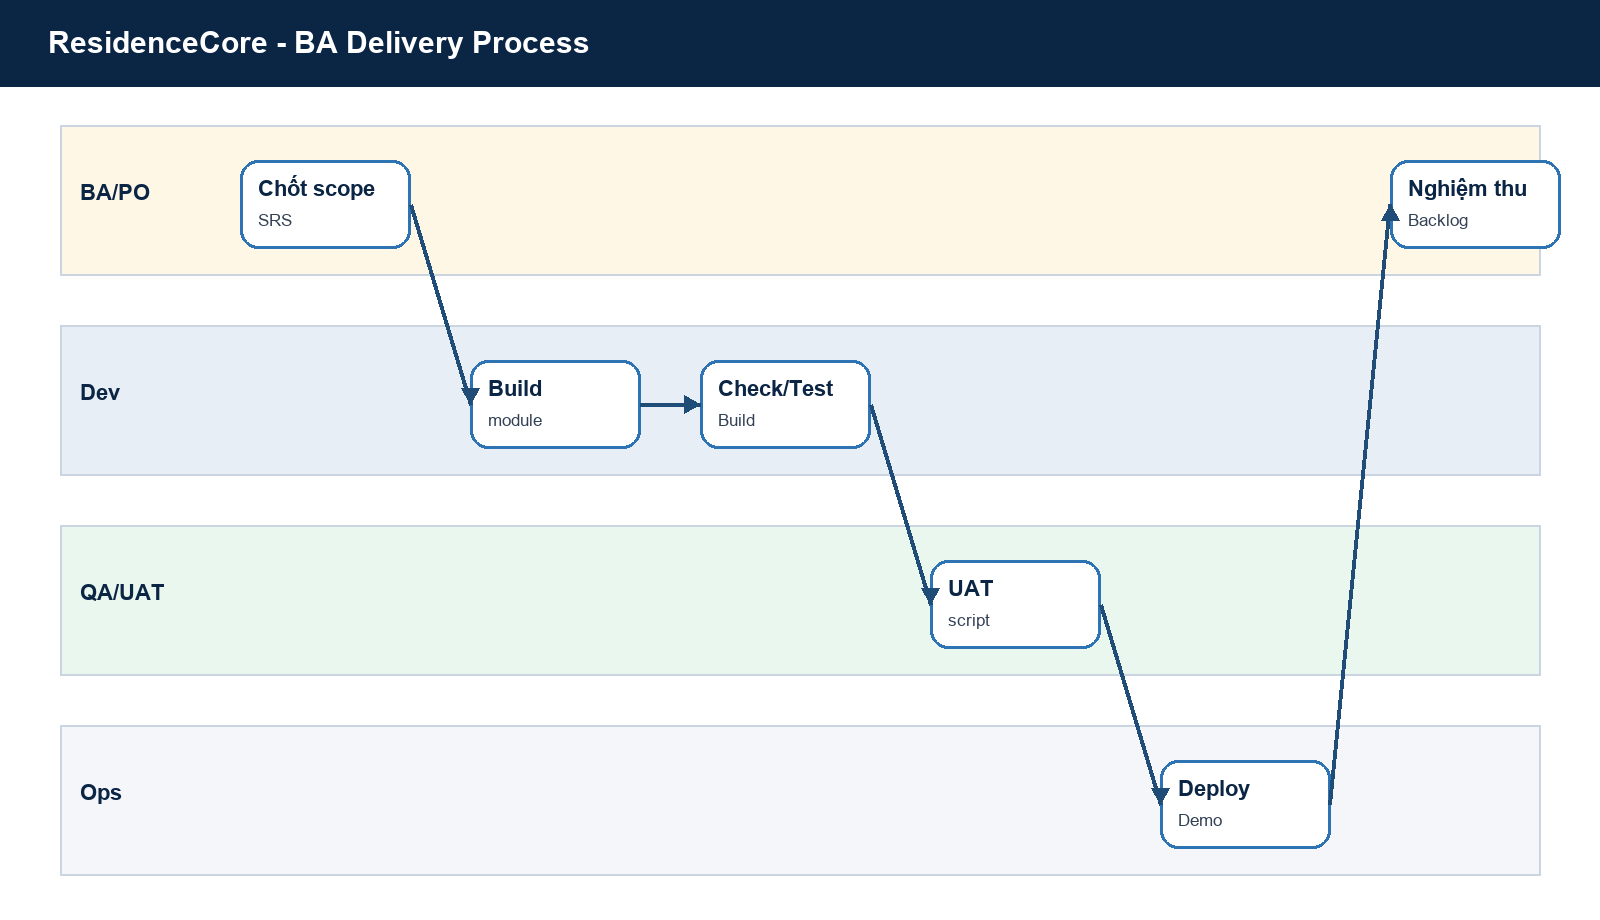 ResidenceCore - BA Delivery Process
BA/PO
Chốt scope
SRS
Nghiệm thu
Backlog
Dev
Build
module
Check/Test
Build
QA/UAT
UAT
script
Ops
Deploy
Demo